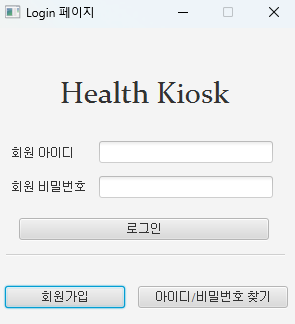 Login 페이지
Health Kiosk
회원 아이디
회원 비밀번호
로그인
회원가입
아이디/비밀번호 찾기